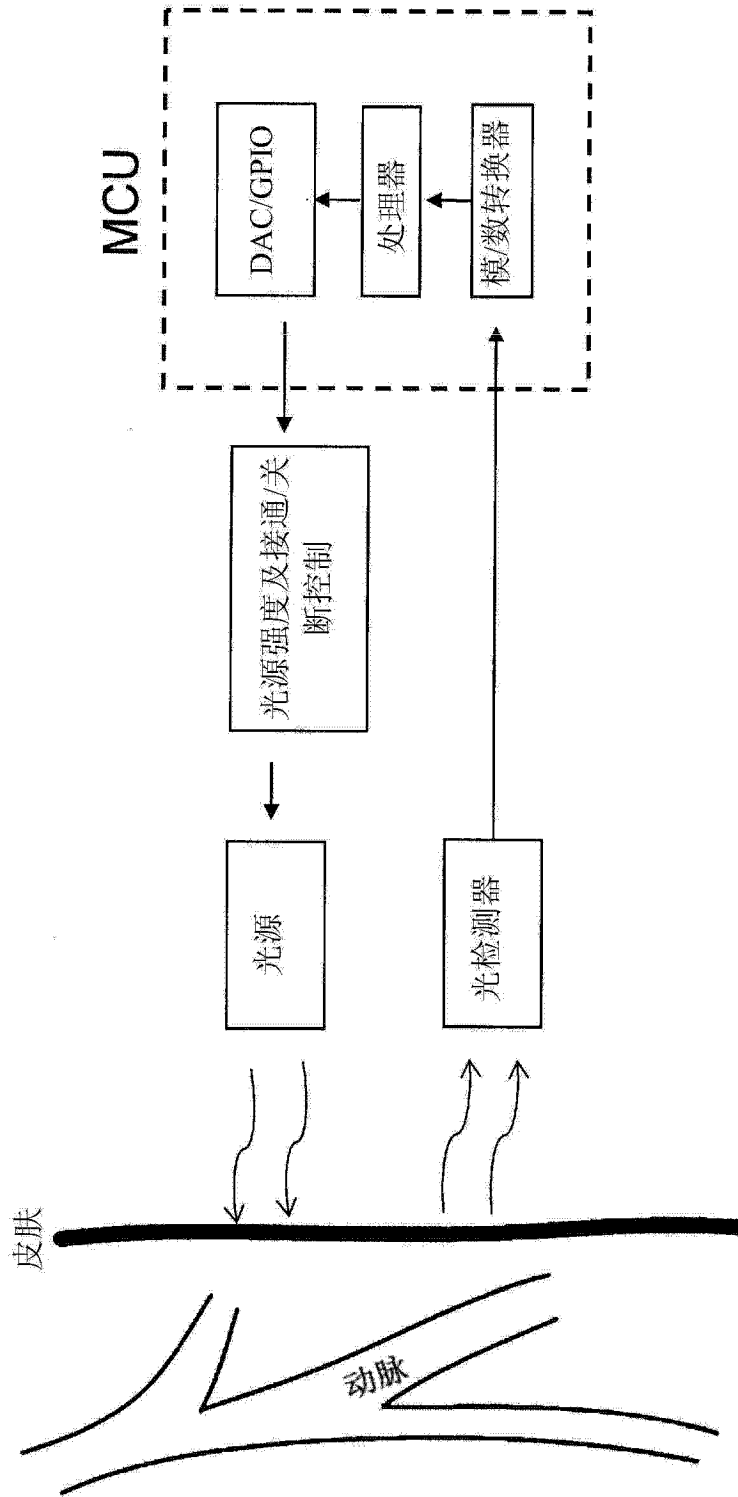 MCU
DAC/GPIO
处理器
模/数转换器
光源强度及接通/关
断控制
光源
光检测器
皮肤
动脉